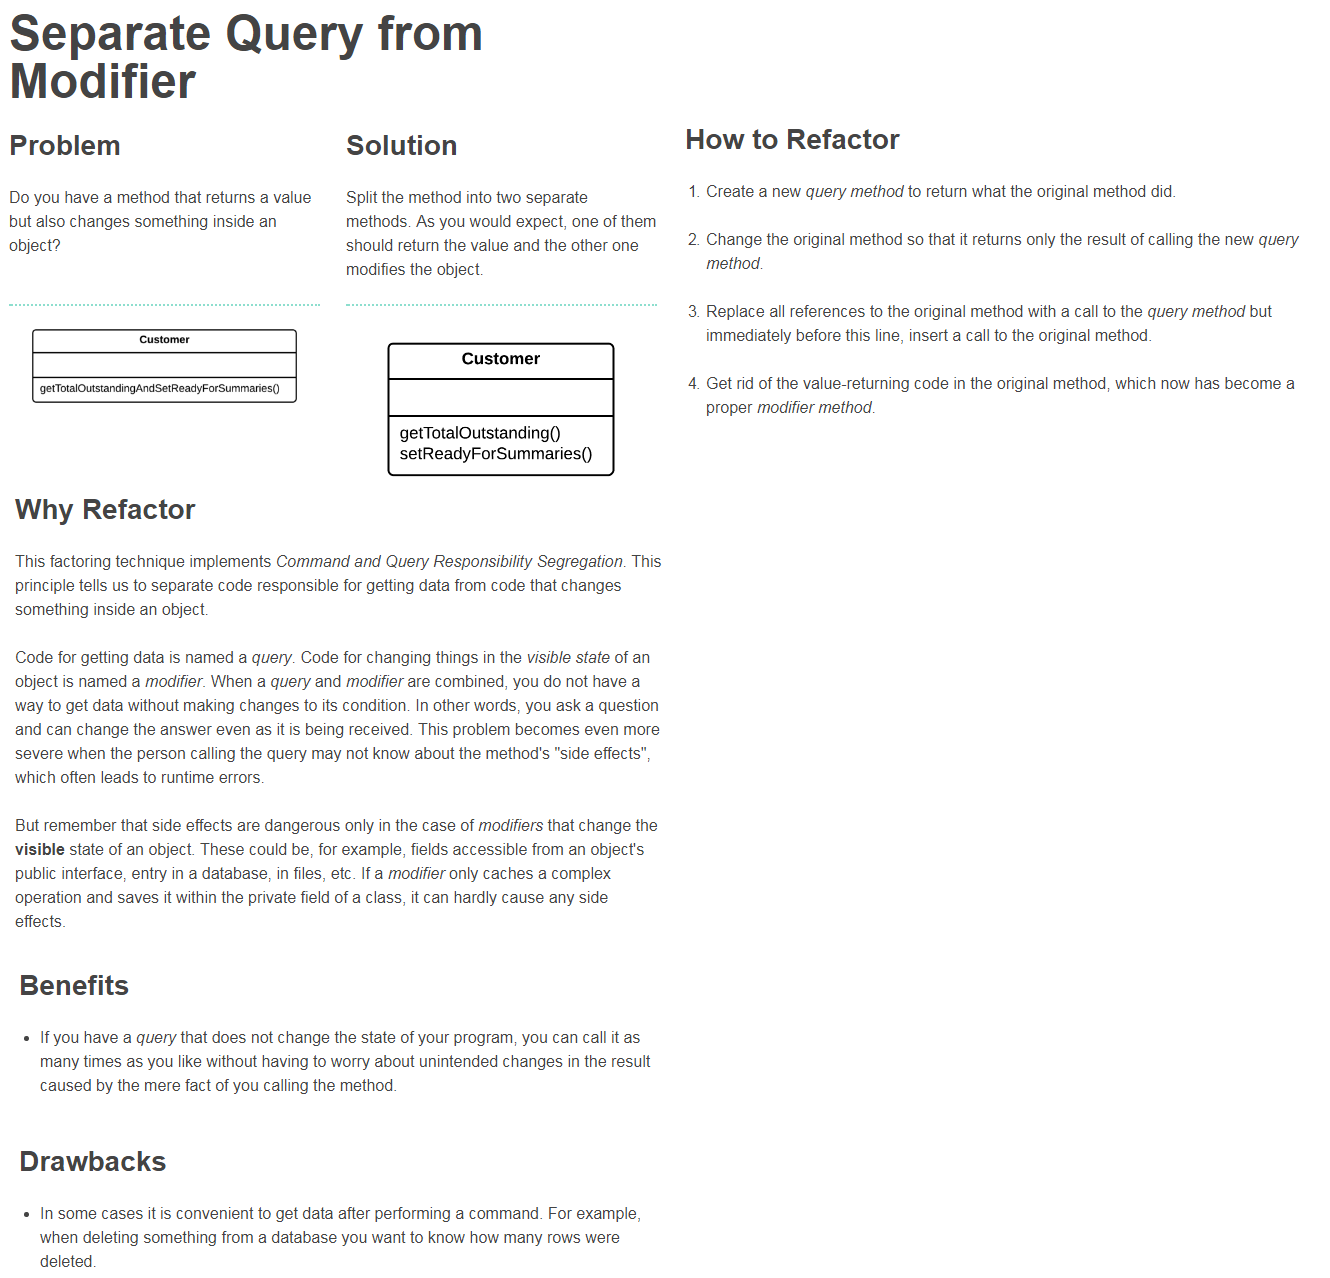 Separate Query from
Modifier
Problem
Do you have a method that returns a value
but also changes something inside an
object?
Customer
getTotalOutstandingAndSetReadyForSummaries()
Solution
Split the method into two separate
methods. As you would expect, one of them
should return the value and the other one
modifies the object.
Customer
getTotalOutstanding()
setReadyForSummaries()
Why Refactor
This factoring technique implements Command and Query Responsibility Segregation. This
principle tells us to separate code responsible for getting data from code that changes
something inside an object.
Code for getting data is named a query. Code for changing things in the visible state of an
object is named a modifier. When a query and modifier are combined, you do not have a
way to get data without making changes to its condition. In other words, you ask a question
and can change the answer even as it is being received. This problem becomes even more
severe when the person calling the query may not know about the method's "side effects",
which often leads to runtime errors.
But remember that side effects are dangerous only in the case of modifiers that change the
visible state of an object. These could be, for example, fields accessible from an object's
public interface, entry in a database, in files, etc. If a modifier only caches a complex
operation and saves it within the private field of a class, it can hardly cause any side
effects.
Benefits
• If you have a query that does not change the state of your program, you can call it as
many times as you like without having to worry about unintended changes in the result
caused by the mere fact of you calling the method.
Drawbacks
• In some cases it is convenient to get data after performing a command. For example,
when deleting something from a database you want to know how many rows were
deleted.
How to Refactor
1. Create a new query method to return what the original method did.
2. Change the original method so that it returns only the result of calling the new query
method.
3. Replace all references to the original method with a call to the query method but
immediately before this line, insert a call to the original method.
4. Get rid of the value-returning code in the original method, which now has become a
proper modifier method.